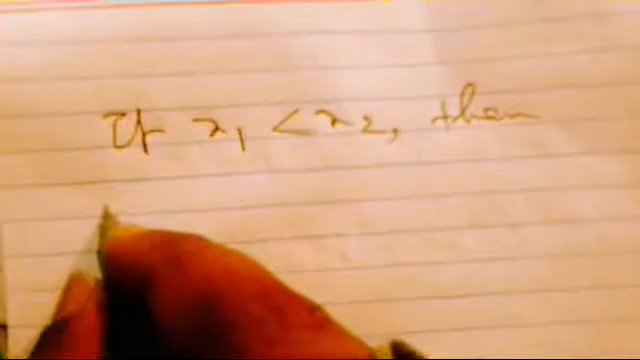 If x₁ < x₂, then